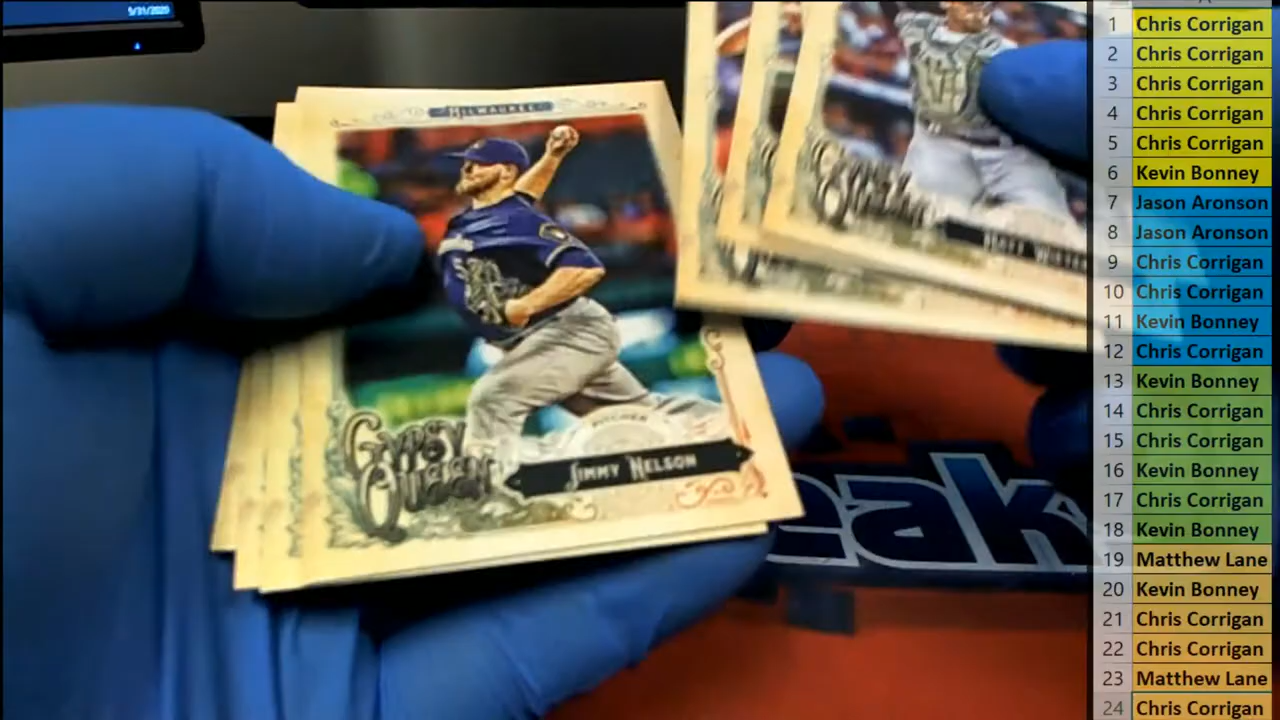 MILWAUKEE
PITCHER
GYPSY
QUEEN
JIMMY NELSON
GYPSY
QUEEN
eak
1 Chris Corrigan
2 Chris Corrigan
3 Chris Corrigan
4 Chris Corrigan
5 Chris Corrigan
6 Kevin Bonney
7 Jason Aronson
8 Jason Aronson
9 Chris Corrigan
10 Chris Corrigan
11 Kevin Bonney
12 Chris Corrigan
13 Kevin Bonney
14 Chris Corrigan
15 Chris Corrigan
16 Kevin Bonney
17 Chris Corrigan
18 Kevin Bonney
19 Matthew Lane
20 Kevin Bonney
21 Chris Corrigan
22 Chris Corrigan
23 Matthew Lane
24 Chris Corrigan